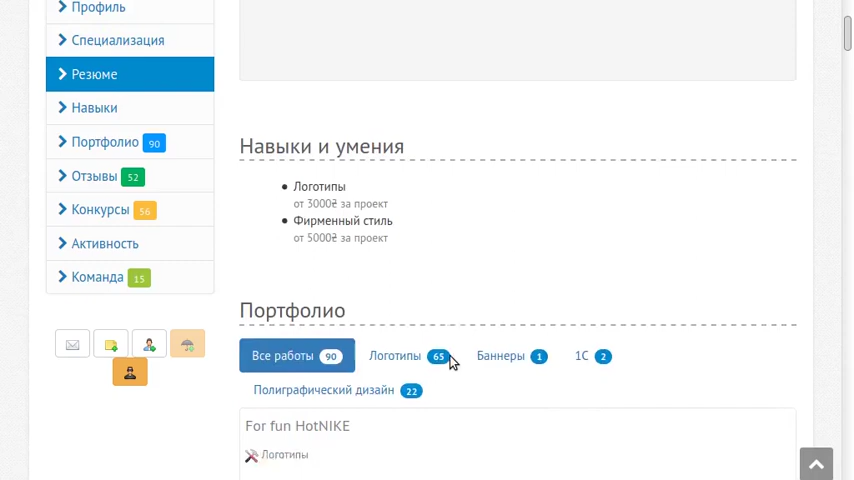 Профиль
Специализация
Резюме
Навыки
Портфолио 90
Отзывы 52
Конкурсы 56
Активность
Команда 15
Навыки и умения
Логотипы
от 3000₴ за проект
Фирменный стиль
от 5000₴ за проект
Портфолио
Все работы 90 Логотипы 65 Баннеры 1 1С 2
Полиграфический дизайн 22
For fun HotNIKE
Логотипы